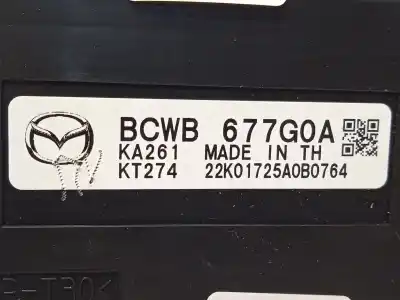 BCWB 677G0A
KA261 MADE IN TH
KT274 22K01725A0B0764